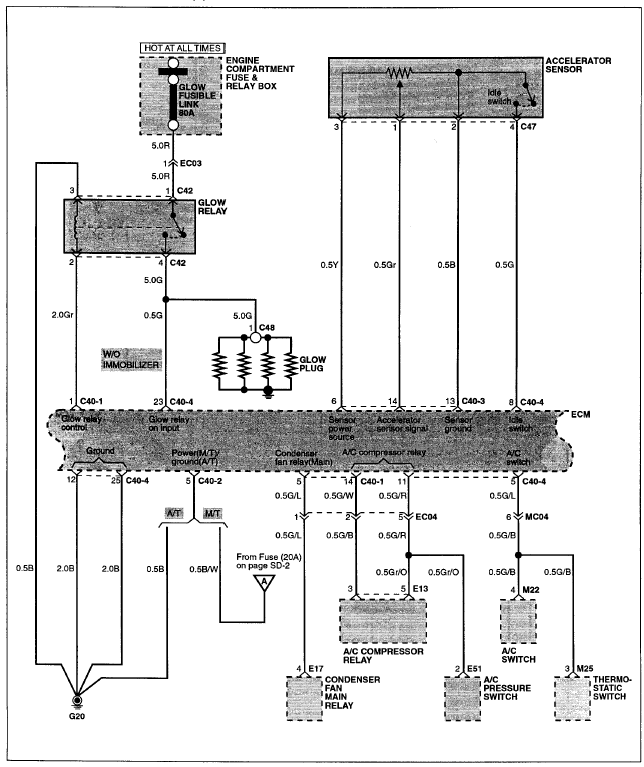 HOT AT ALL TIMES
ENGINE
COMPARTMENT
FUSE &
RELAY BOX
GLOW
FUSIBLE
LINK
80A
ACCELERATOR
SENSOR
Idle
switch
3 1 2 4 C47
5.0R
1 EC03
5.0R
3 1 C42
GLOW
RELAY
2 4 C42
5.0G
0.5Y 0.5Gr 0.5B 0.5G
2.0Gr 0.5G 5.0G
1 C48
W/O
IMMOBILIZER
GLOW
PLUG
1 C40-1 23 C40-4 6 14 13 C40-3 8 C40-4
ECM
Glow relay
control
Glow relay
on input
Sensor
power
source
Accelerator
sensor signal
Sensor
ground
Idle
switch
Ground
Power(M/T)/
ground(A/T)
Condenser
fan relay(Main)
A/C compressor relay
A/C
switch
12 25 C40-4 5 C40-2 5 14 C40-1 11 5 C40-4
0.5G/L 0.5G/W 0.5G/R 0.5G/L
A/T M/T
1 2 5 EC04 6 MC04
0.5G/L 0.5G/B 0.5G/R 0.5G/B
From Fuse (20A)
on page SD-2
A
0.5B 2.0B 2.0B 0.5B 0.5B/W
0.5Gr/O 0.5Gr/O 0.5G/B 0.5G/B
3 5 E13 4 M22
A/C COMPRESSOR
RELAY
A/C
SWITCH
4 E17 2 E51 3 M25
CONDENSER
FAN
MAIN
RELAY
A/C
PRESSURE
SWITCH
THERMO-
STATIC
SWITCH
G20